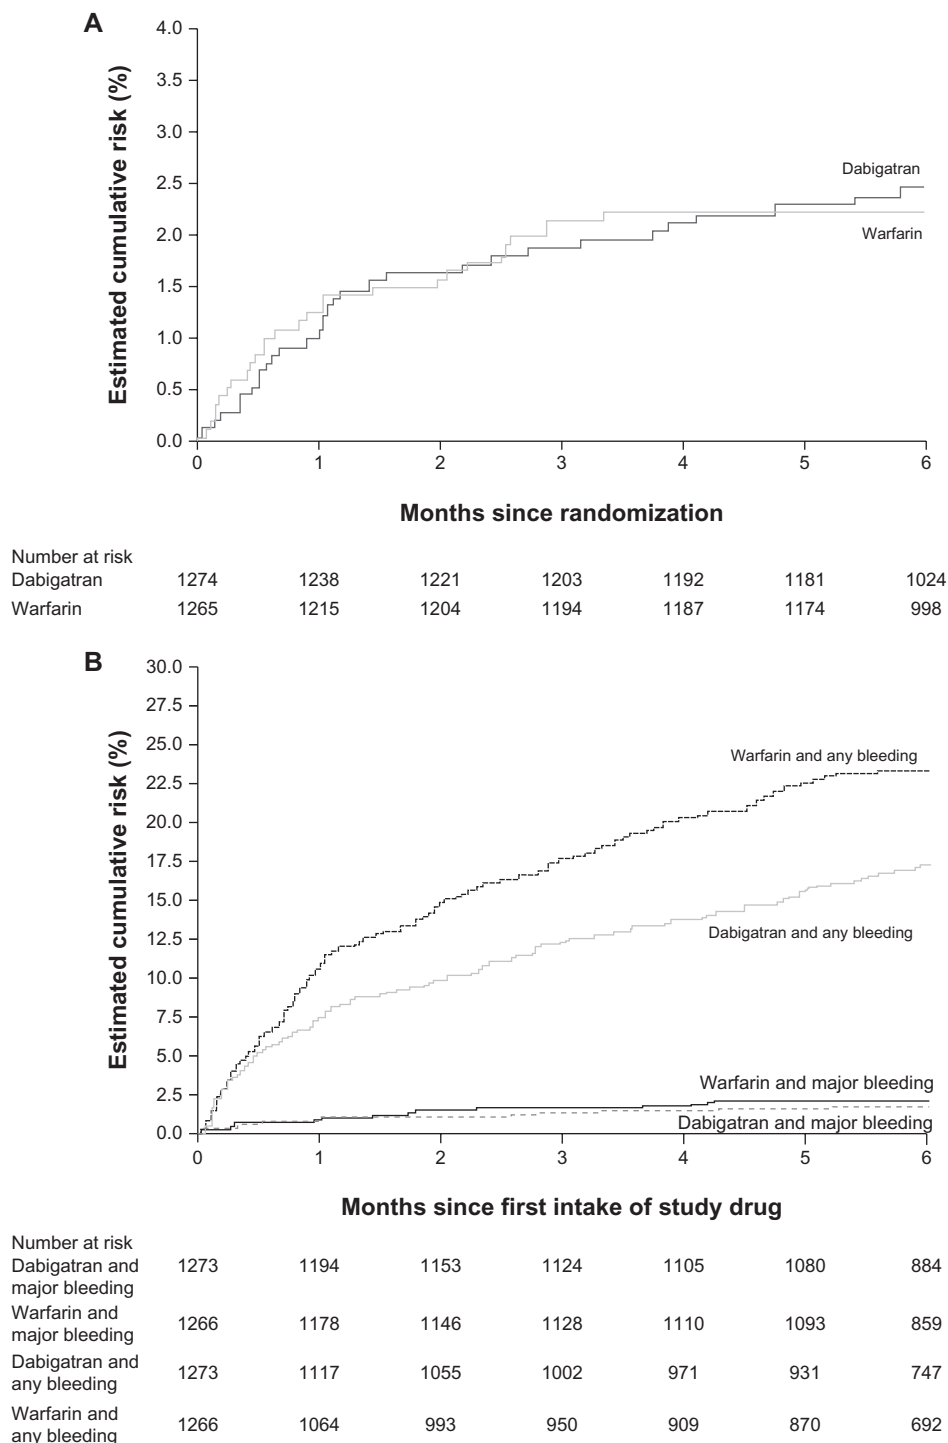 A
Estimated cumulative risk (%)
4.0
3.5
3.0
2.5
2.0
1.5
1.0
0.5
0.0
Dabigatran
Warfarin
0 1 2 3 4 5 6
Months since randomization
Number at risk
Dabigatran 1274 1238 1221 1203 1192 1181 1024
Warfarin 1265 1215 1204 1194 1187 1174 998
B
Estimated cumulative risk (%)
30.0
27.5
25.0
22.5
20.0
17.5
15.0
12.5
10.0
7.5
5.0
2.5
0.0
Warfarin and any bleeding
Dabigatran and any bleeding
Warfarin and major bleeding
Dabigatran and major bleeding
0 1 2 3 4 5 6
Months since first intake of study drug
Number at risk
Dabigatran and
major bleeding 1273 1194 1153 1124 1105 1080 884
Warfarin and
major bleeding 1266 1178 1146 1128 1110 1093 859
Dabigatran and
any bleeding 1273 1117 1055 1002 971 931 747
Warfarin and
any bleeding 1266 1064 993 950 909 870 692